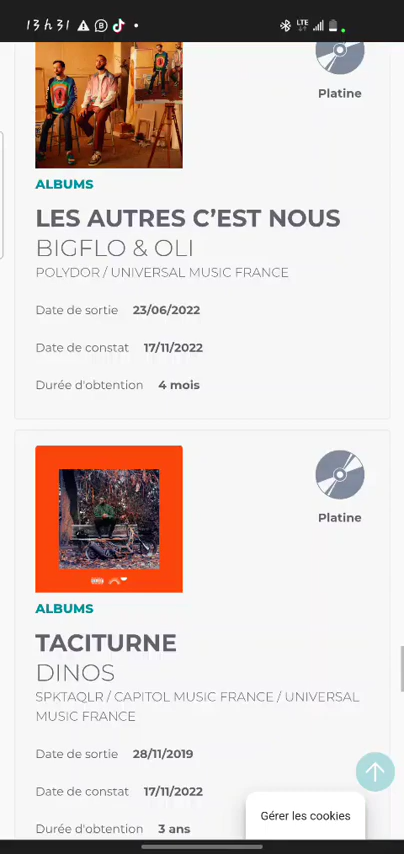 13h31
LTE
Platine
ALBUMS
LES AUTRES C’EST NOUS
BIGFLO & OLI
POLYDOR / UNIVERSAL MUSIC FRANCE
Date de sortie 23/06/2022
Date de constat 17/11/2022
Durée d'obtention 4 mois
Platine
ALBUMS
TACITURNE
DINOS
SPKTAQLR / CAPITOL MUSIC FRANCE / UNIVERSAL
MUSIC FRANCE
Date de sortie 28/11/2019
Date de constat 17/11/2022
Gérer les cookies
Durée d'obtention 3 ans